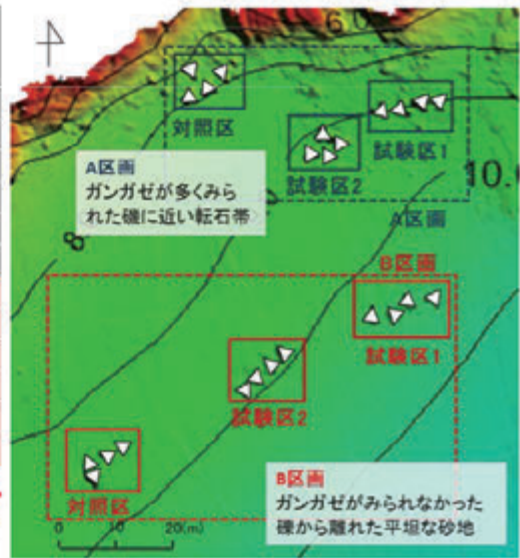 6.0
対照区
試験区1
試験区2
10.0
A区画
ガンガゼが多くみら
れた磯に近い転石帯
A区画
8
B区画
試験区1
試験区2
対照区
B区画
ガンガゼがみられなかった
礫から離れた平坦な砂地
0
20(m)